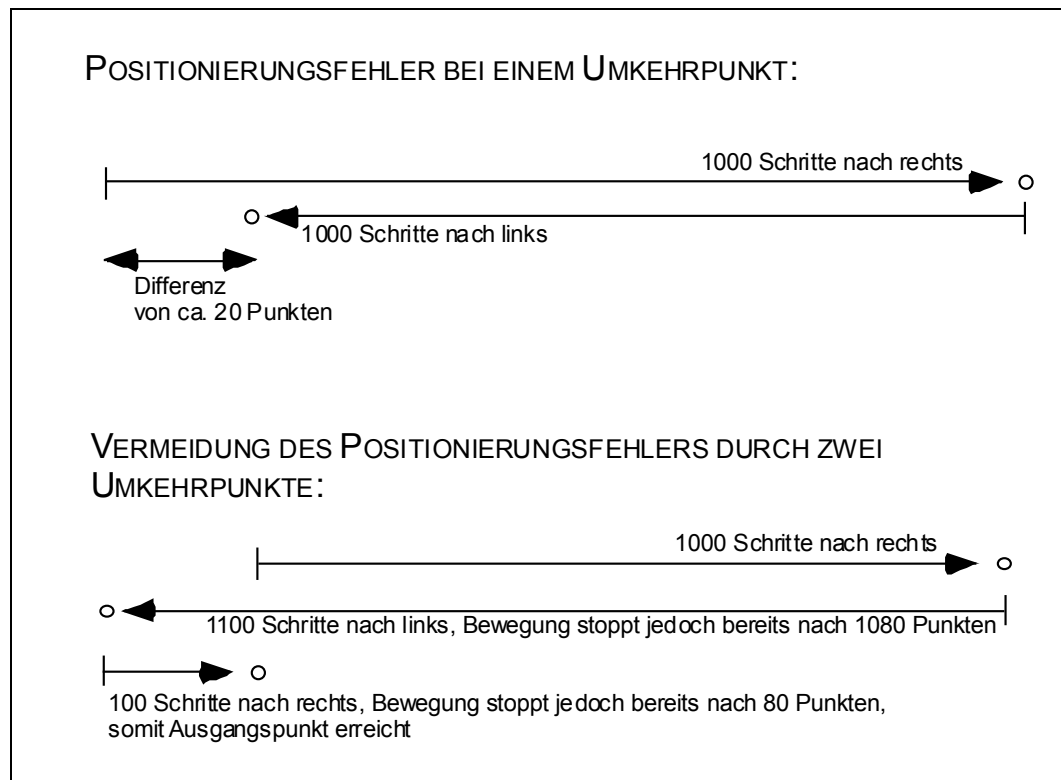 POSITIONIERUNGSFEHLER BEI EINEM UMKEHRPUNKT:
1000 Schritte nach rechts
1000 Schritte nach links
Differenz
von ca. 20 Punkten
VERMEIDUNG DES POSITIONIERUNGSFEHLERS DURCH ZWEI
UMKEHRPUNKTE:
1000 Schritte nach rechts
1100 Schritte nach links, Bewegung stoppt jedoch bereits nach 1080 Punkten
100 Schritte nach rechts, Bewegung stoppt jedoch bereits nach 80 Punkten,
somit Ausgangspunkt erreicht